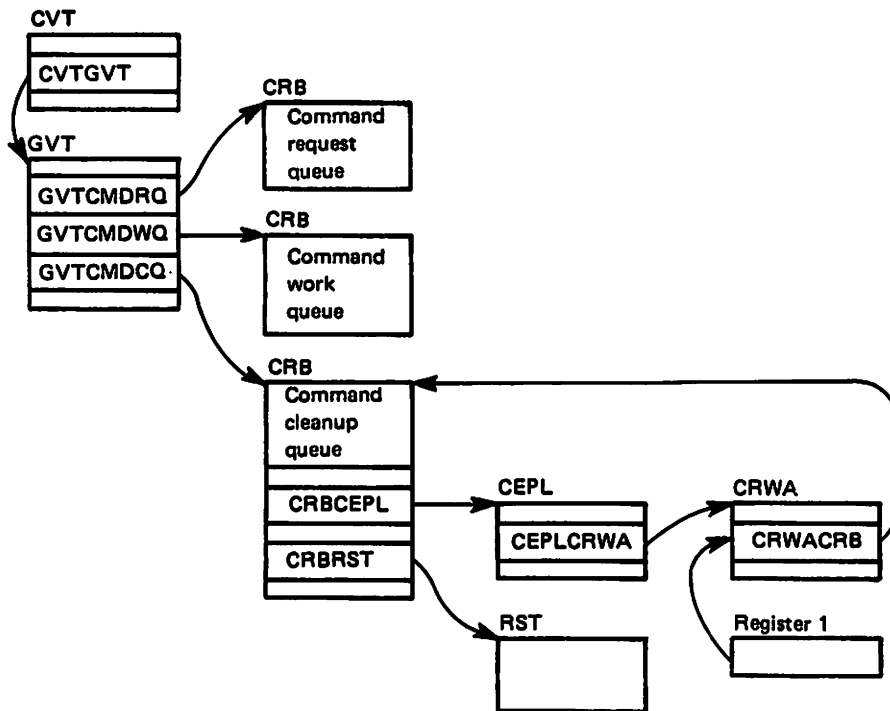 CVT
CVTGVT
CRB
Command
request
queue
GVT
GVTCMDRQ
GVTCMDWQ
GVTCMDCQ
CRB
Command
work
queue
CRB
Command
cleanup
queue
CRBCEPL
CRBRST
CEPL
CEPLCRWA
CRWA
CRWACRB
RST
Register 1